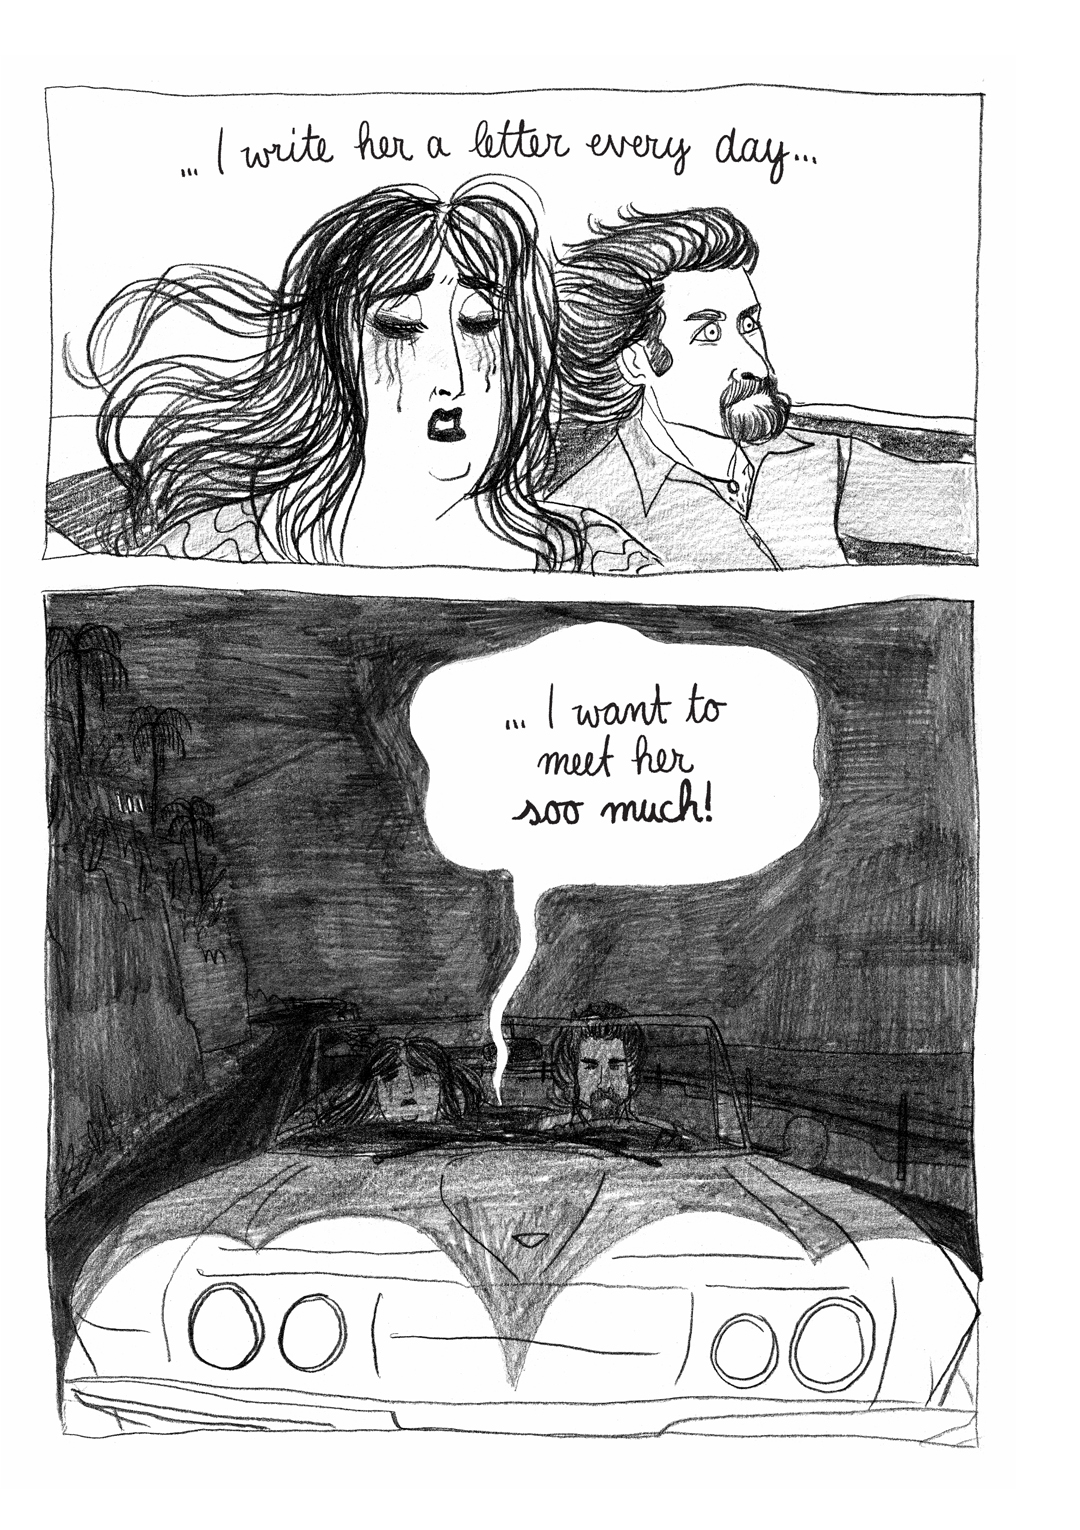 ... I write her a letter every day...
... I want to
meet her
soo much!